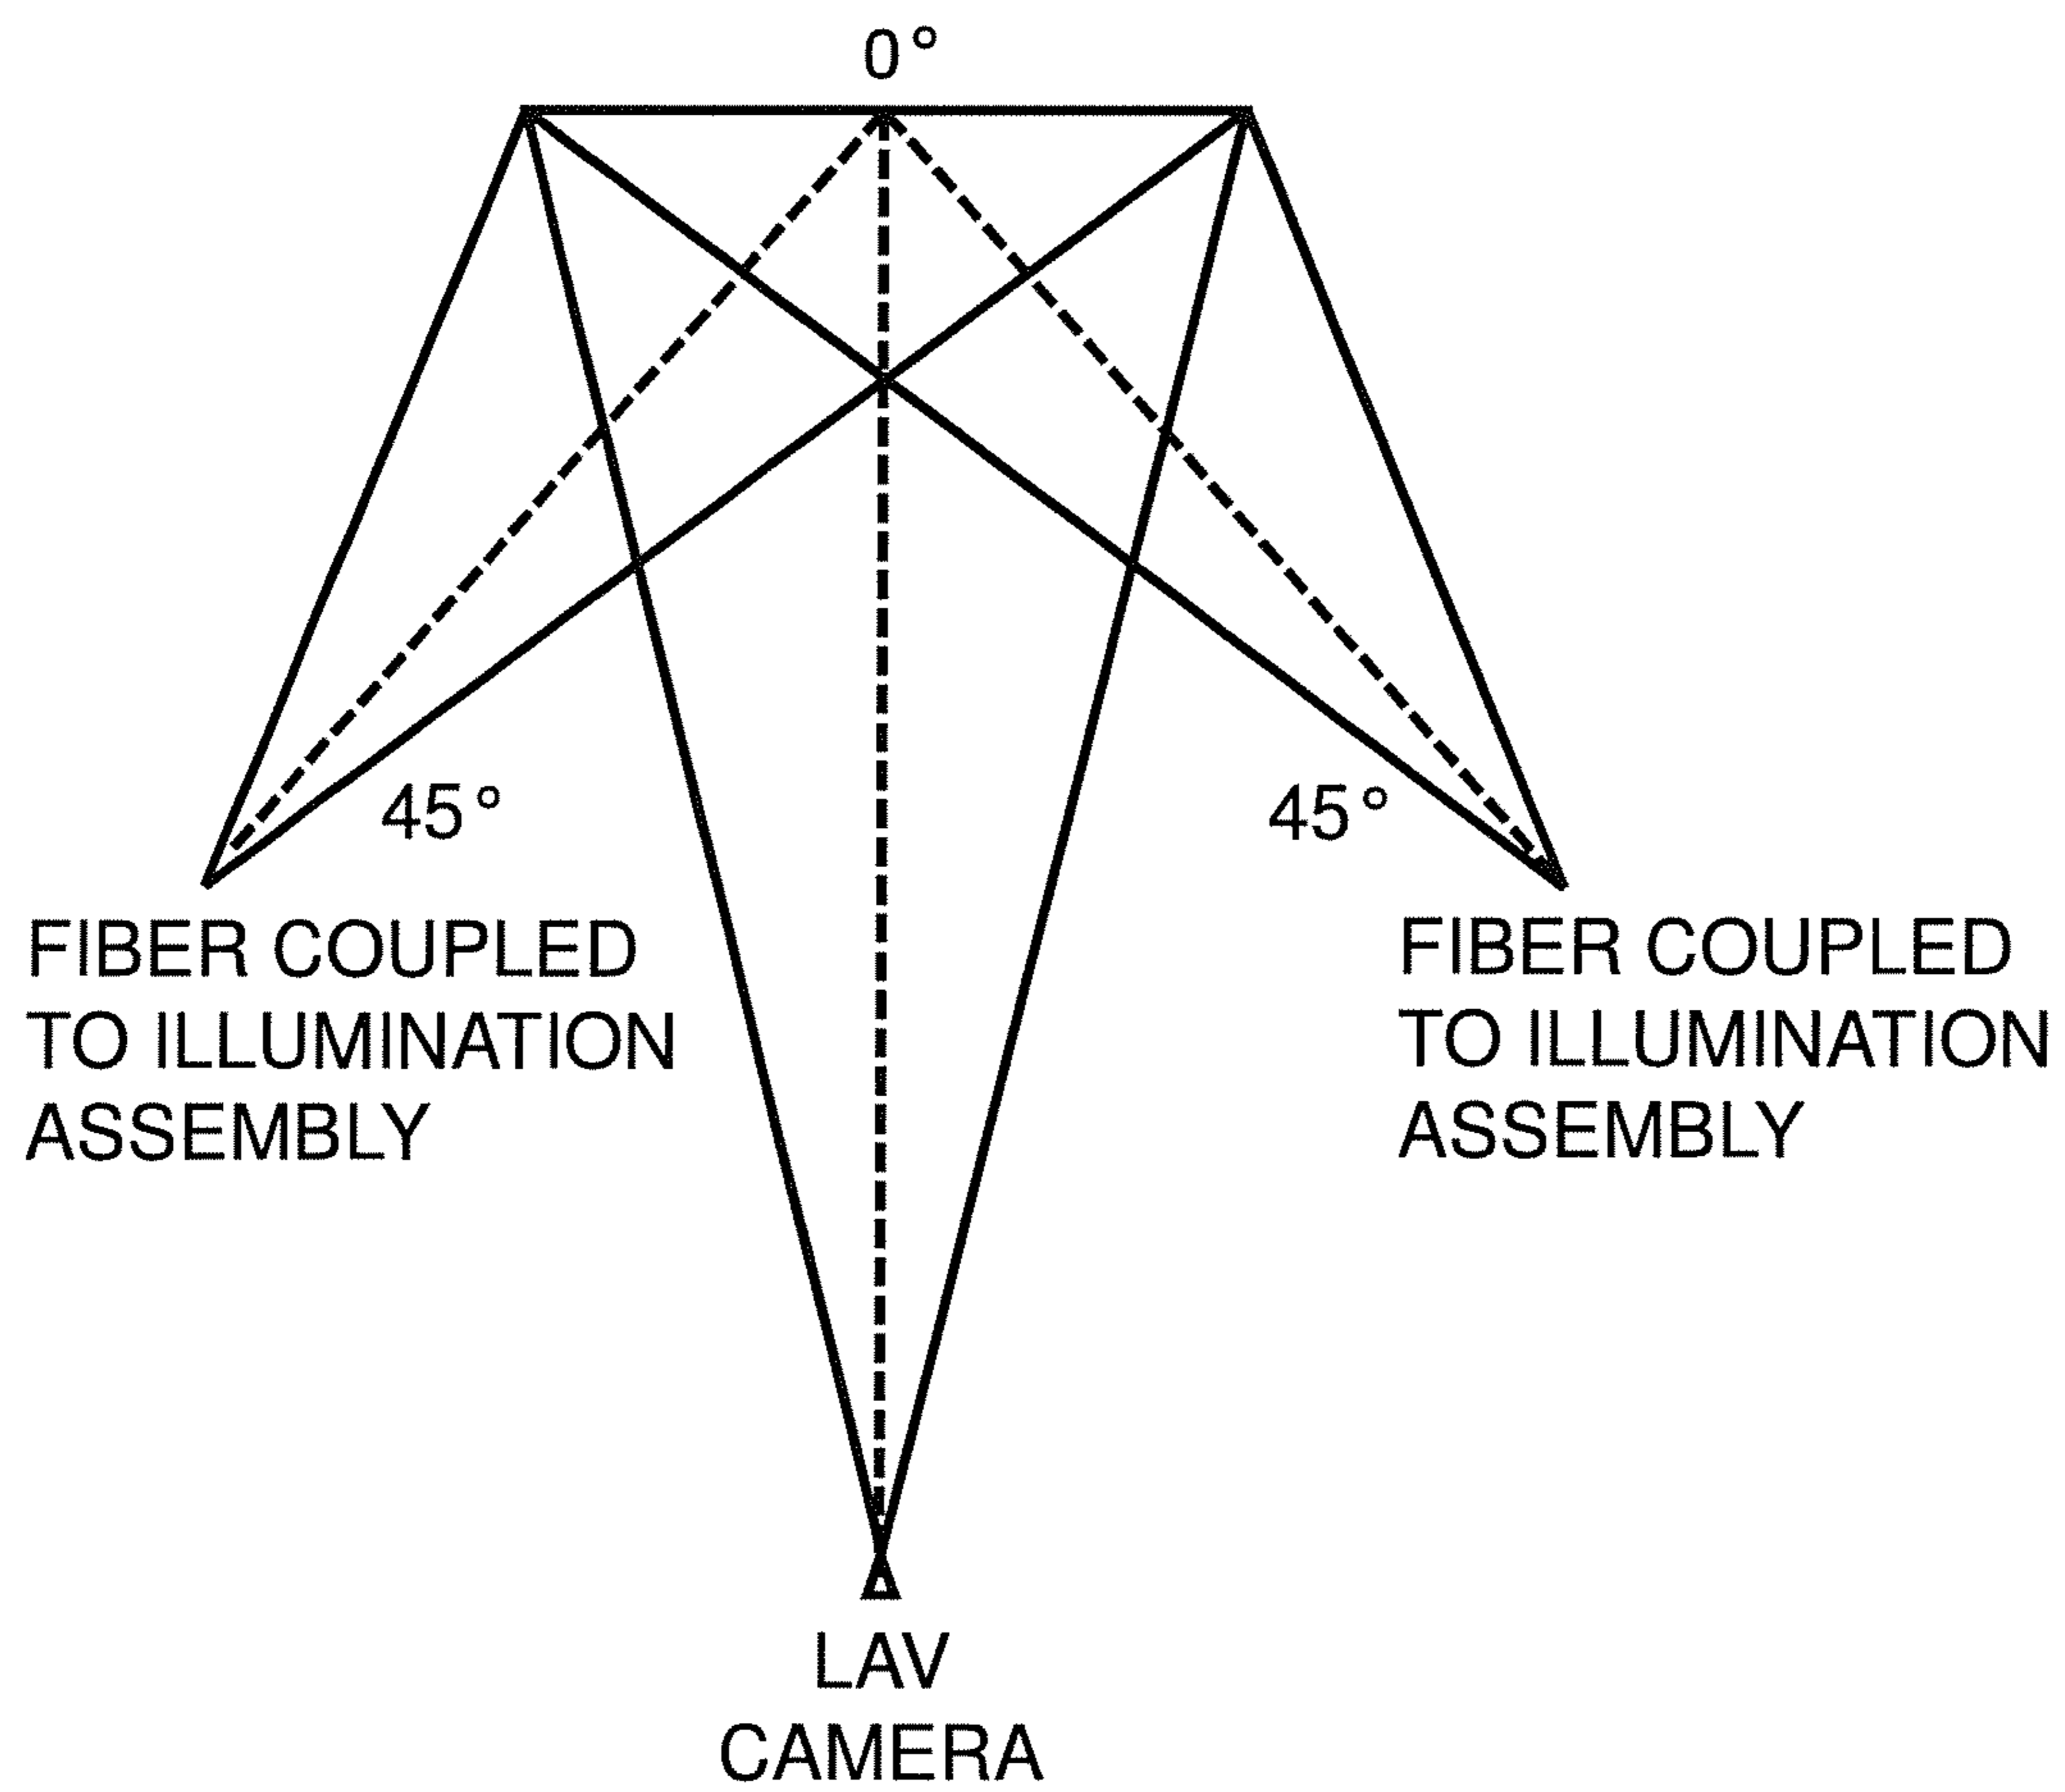 0°
45°
45°
FIBER COUPLED
TO ILLUMINATION
ASSEMBLY
FIBER COUPLED
TO ILLUMINATION
ASSEMBLY
LAV
CAMERA